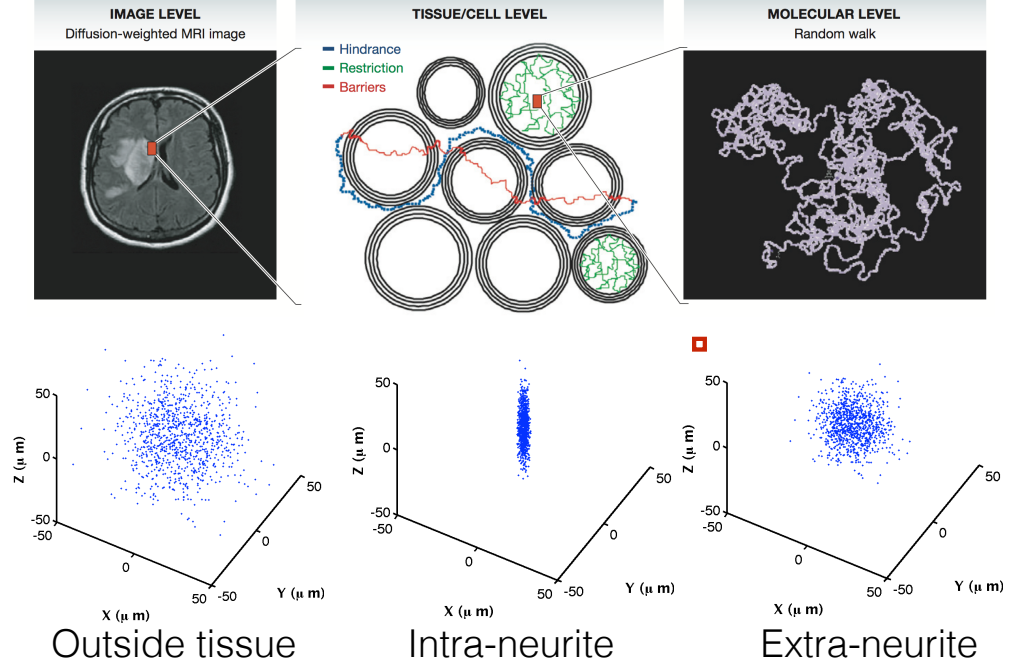 IMAGE LEVEL
Diffusion-weighted MRI image
TISSUE/CELL LEVEL
MOLECULAR LEVEL
Random walk
Hindrance
Restriction
Barriers
50
0
-50
Z (μ m)
-50
0
50
X (μ m)
-50
0
50
Y (μ m)
50
0
-50
Z (μ m)
-50
0
50
X (μ m)
-50
0
50
Y (μ m)
50
0
-50
Z (μ m)
-50
0
50
X (μ m)
-50
0
50
Y (μ m)
Outside tissue
Intra-neurite
Extra-neurite